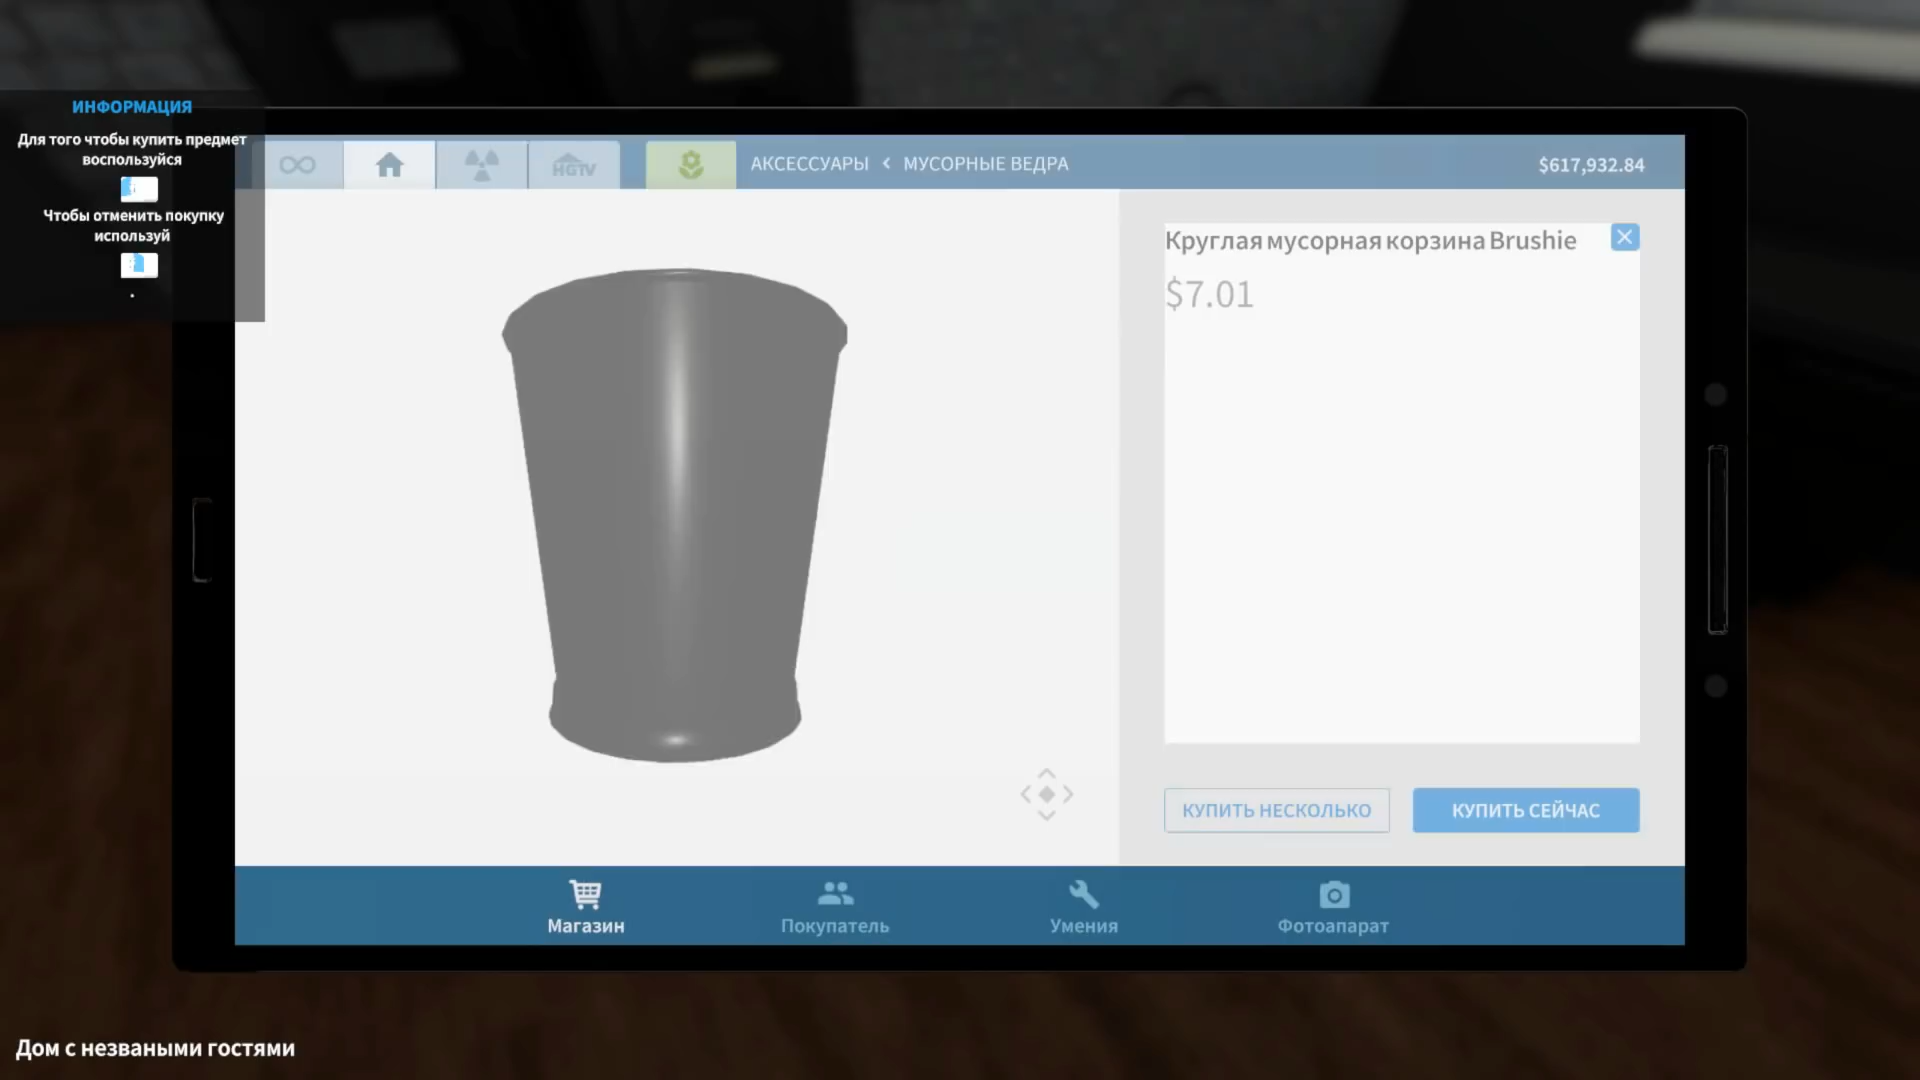 ИНФОРМАЦИЯ
Для того чтобы купить предмет
воспользуйся
Чтобы отменить покупку
используй
.
HGTV
АКСЕССУАРЫ < МУСОРНЫЕ ВЕДРА
$617,932.84
Круглая мусорная корзина Brushie
$7.01
КУПИТЬ НЕСКОЛЬКО
КУПИТЬ СЕЙЧАС
Магазин
Покупатель
Умения
Фотоапарат
Дом с незваными гостями